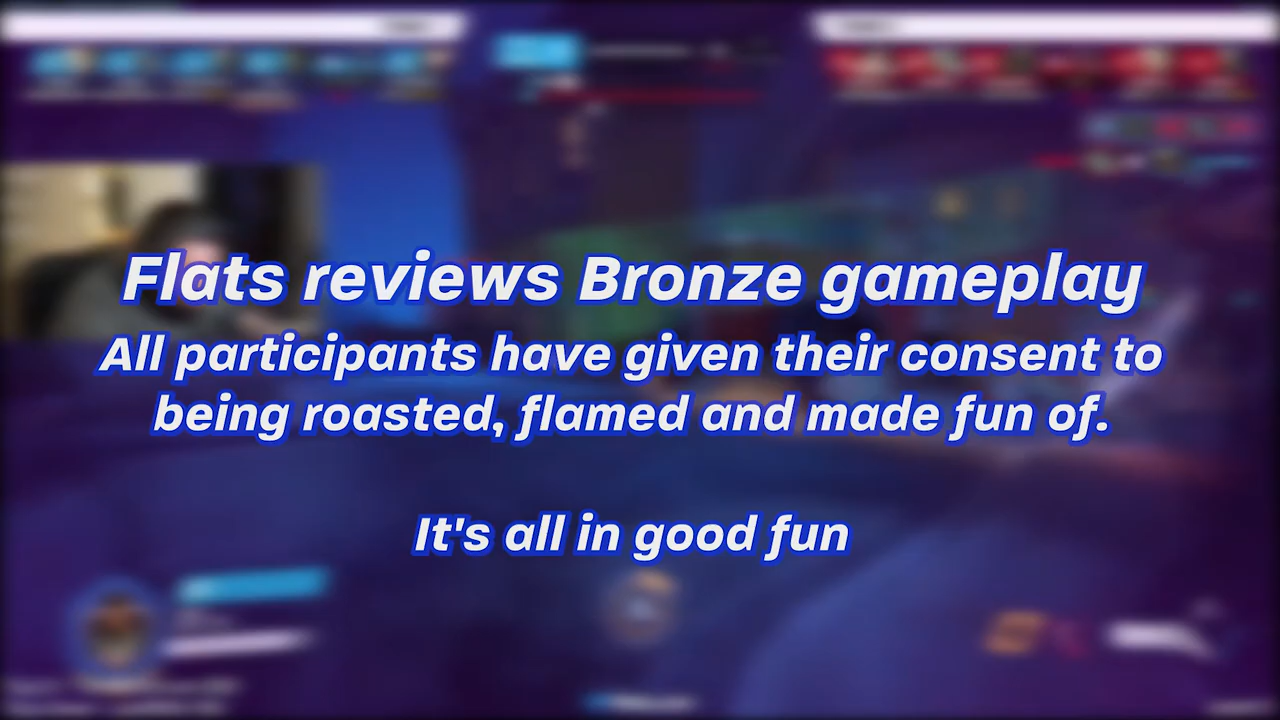 Flats reviews Bronze gameplay
All participants have given their consent to
being roasted, flamed and made fun of.
It's all in good fun